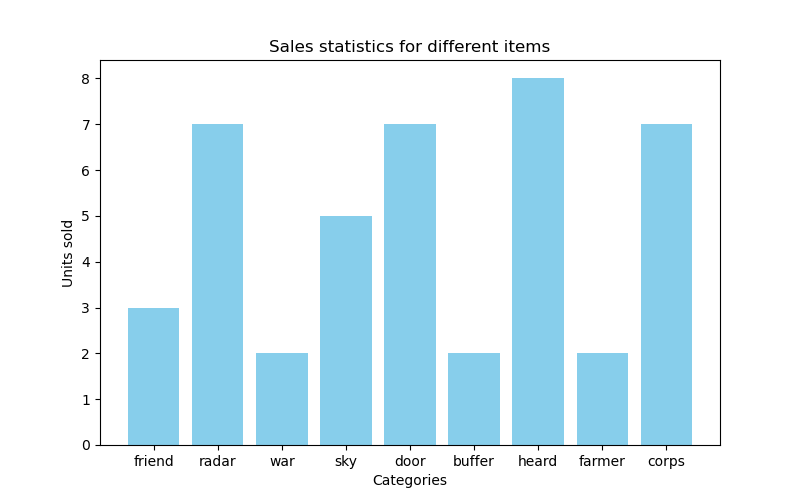 Sales statistics for different items
Units sold
8
7
6
5
4
3
2
1
0
friend radar war sky door buffer heard farmer corps
Categories